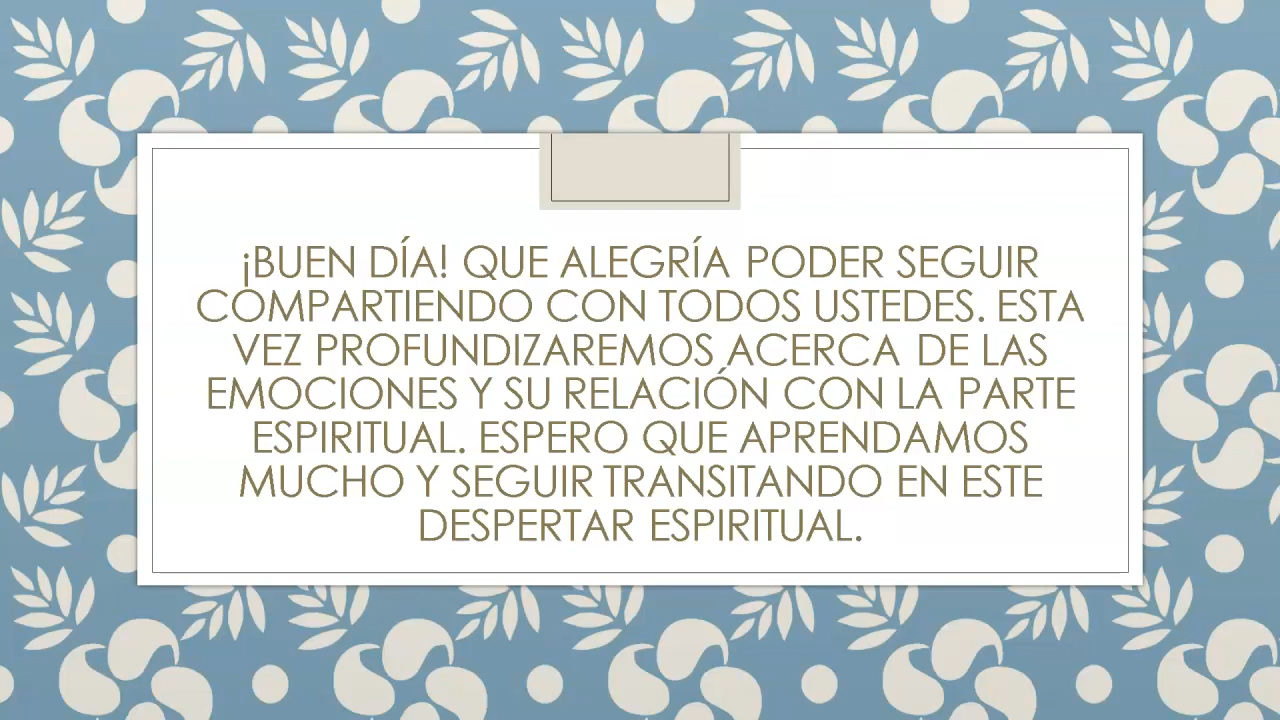 ¡BUEN DÍA! QUE ALEGRÍA PODER SEGUIR
COMPARTIENDO CON TODOS USTEDES. ESTA
VEZ PROFUNDIZAREMOS ACERCA DE LAS
EMOCIONES Y SU RELACIÓN CON LA PARTE
ESPIRITUAL. ESPERO QUE APRENDAMOS
MUCHO Y SEGUIR TRANSITANDO EN ESTE
DESPERTAR ESPIRITUAL.